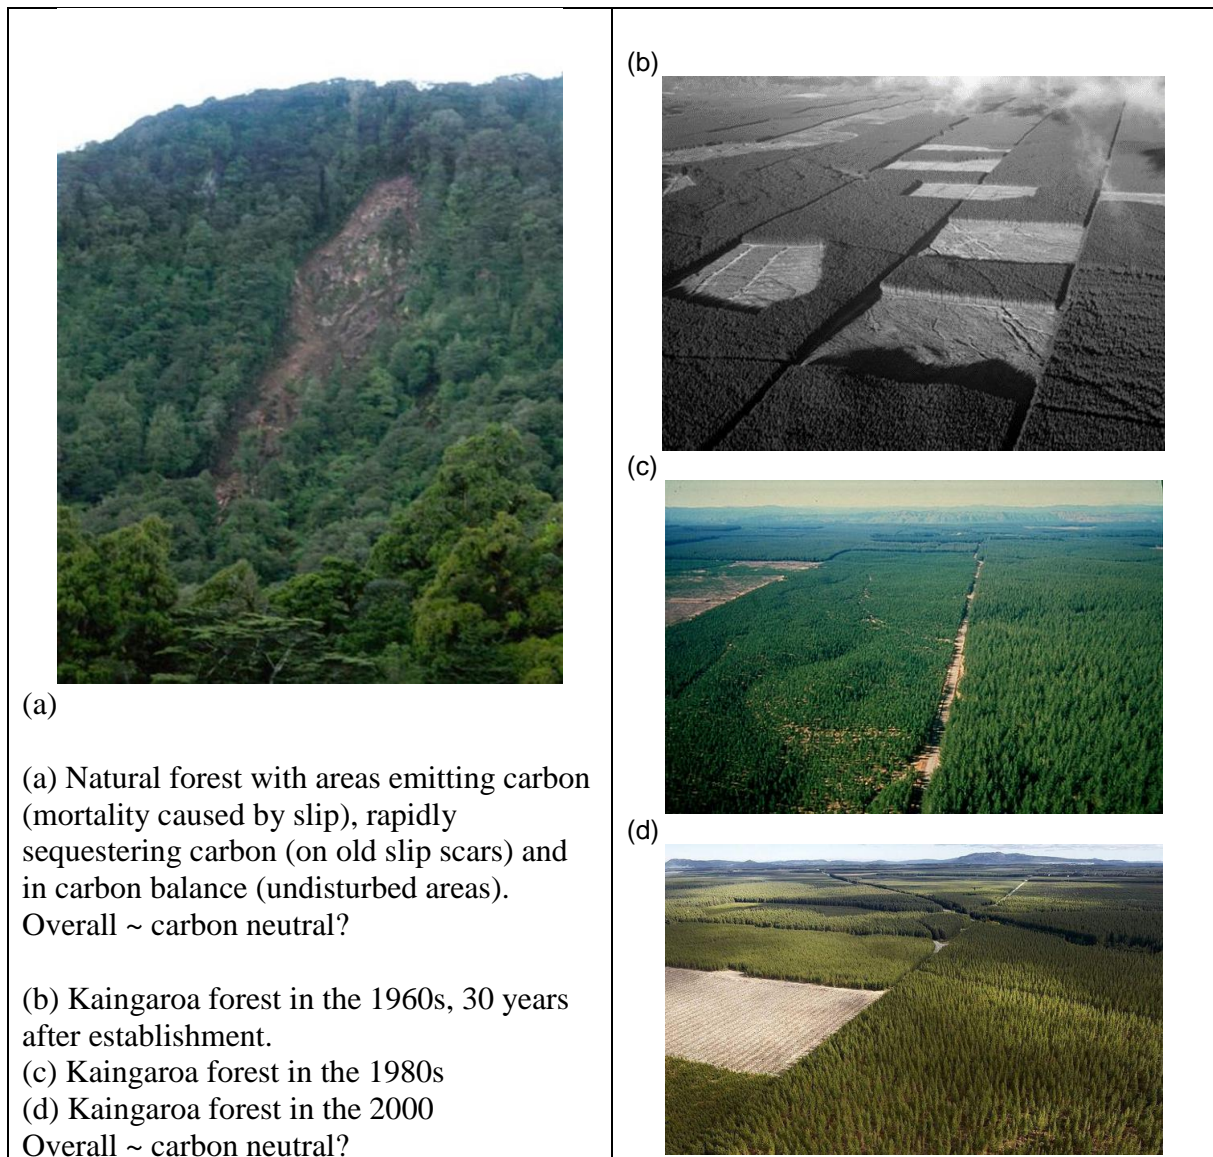 (a)
(a) Natural forest with areas emitting carbon
(mortality caused by slip), rapidly
sequestering carbon (on old slip scars) and
in carbon balance (undisturbed areas).
Overall ~ carbon neutral?
(b) Kaingaroa forest in the 1960s, 30 years
after establishment.
(c) Kaingaroa forest in the 1980s
(d) Kaingaroa forest in the 2000
Overall ~ carbon neutral?
(b)
(c)
(d)